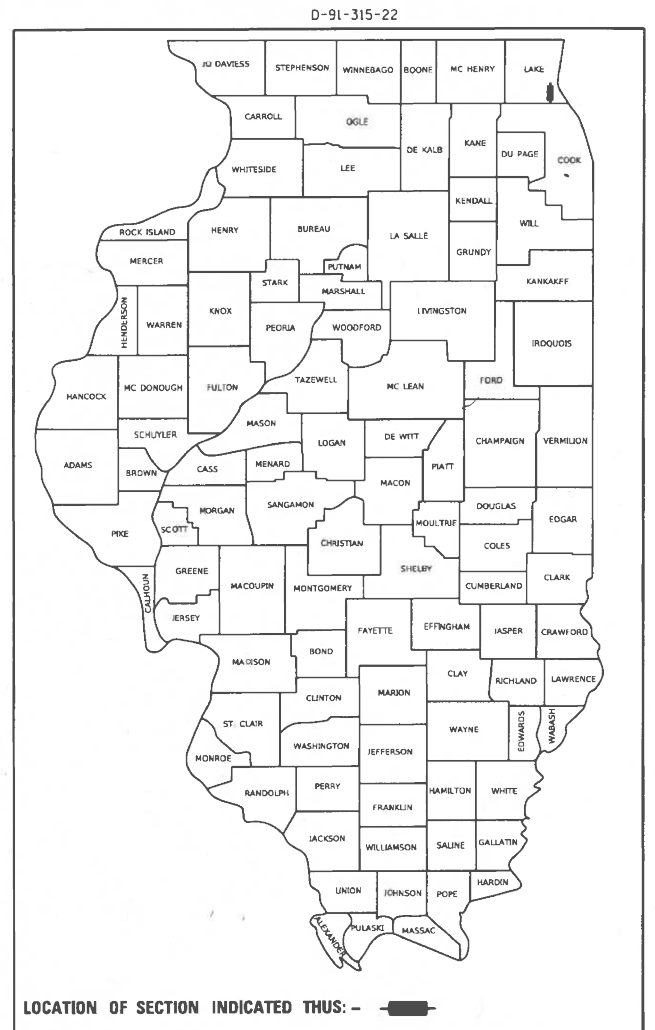 D-91-315-22
JO DAVIESS
STEPHENSON
WINNEBAGO
BOONE
MC HENRY
LAKE
CARROLL
OGLE
DE KALB
KANE
DU PAGE
COOK
WHITESIDE
LEE
KENDALL
WILL
ROCK ISLAND
HENRY
BUREAU
LA SALLE
GRUNDY
MERCER
PUTNAM
STARK
MARSHALL
KANKAKEE
HENDERSON
WARREN
KNOX
PEORIA
WOODFORD
LIVINGSTON
IROQUOIS
HANCOCK
MC DONOUGH
FULTON
TAZEWELL
MC LEAN
FORD
SCHUYLER
MASON
LOGAN
DE WITT
CHAMPAIGN
VERMILION
ADAMS
BROWN
CASS
MENARD
MACON
PIATT
PIKE
SCOTT
MORGAN
SANGAMON
CHRISTIAN
MOULTRIE
DOUGLAS
EDGAR
COLES
CALHOUN
GREENE
MACOUPIN
MONTGOMERY
SHELBY
CUMBERLAND
CLARK
JERSEY
FAYETTE
EFFINGHAM
JASPER
CRAWFORD
MADISON
BOND
CLAY
RICHLAND
LAWRENCE
CLINTON
MARION
ST. CLAIR
WAYNE
EDWARDS
WABASH
MONROE
WASHINGTON
JEFFERSON
RANDOLPH
PERRY
HAMILTON
WHITE
FRANKLIN
JACKSON
WILLIAMSON
SALINE
GALLATIN
UNION
JOHNSON
POPE
HARDIN
ALEXANDER
PULASKI
MASSAC
LOCATION OF SECTION INDICATED THUS: -